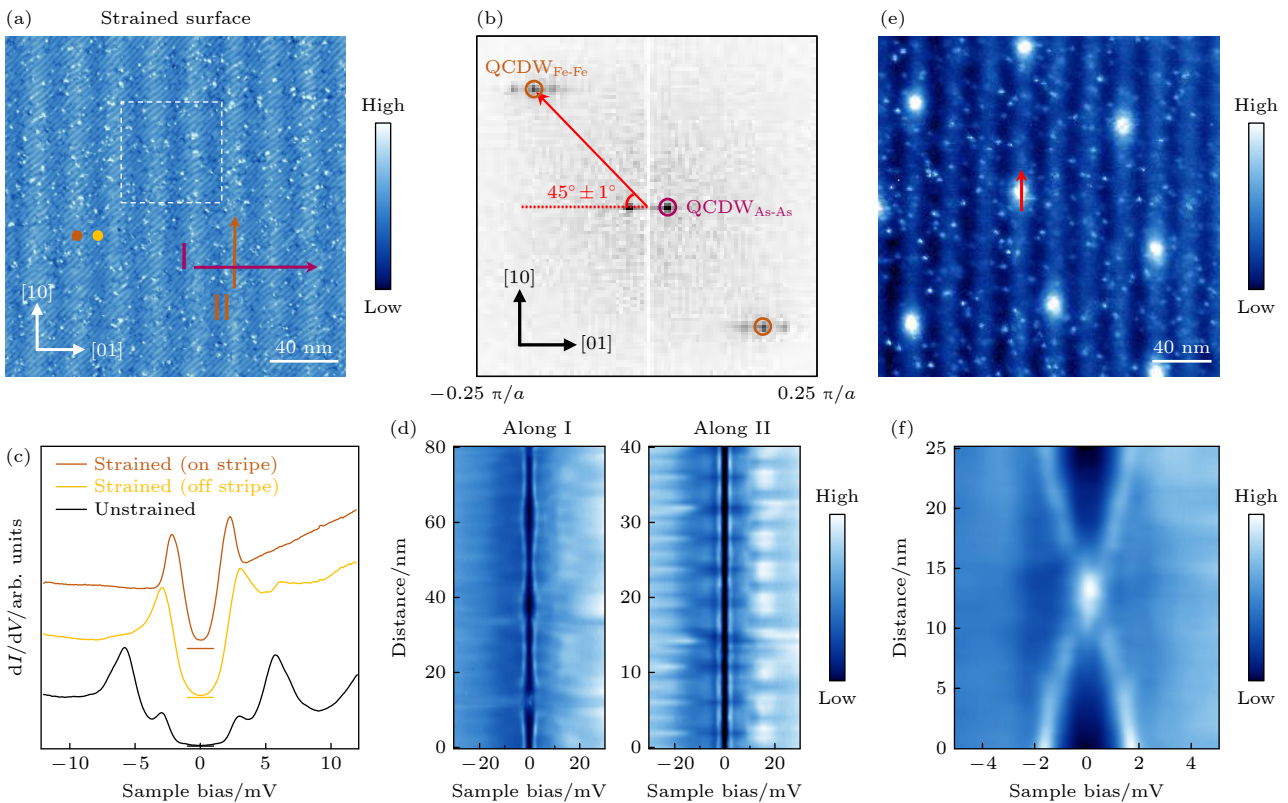 (a)
Strained surface
I
II
[10]
[01]
40 nm
High
Low
(b)
QCDW_Fe-Fe
45° ± 1°
QCDW_As-As
[10]
[01]
−0.25 π/a
0.25 π/a
(e)
40 nm
High
Low
(c)
Strained (on stripe)
Strained (off stripe)
Unstrained
dI/dV/arb. units
−10
−5
0
5
10
Sample bias/mV
(d)
Along I
Along II
80
60
40
20
0
Distance/nm
−20
0
20
Sample bias/mV
40
30
20
10
0
Distance/nm
−20
0
20
Sample bias/mV
High
Low
(f)
25
20
15
10
5
0
Distance/nm
−4
−2
0
2
4
Sample bias/mV
High
Low